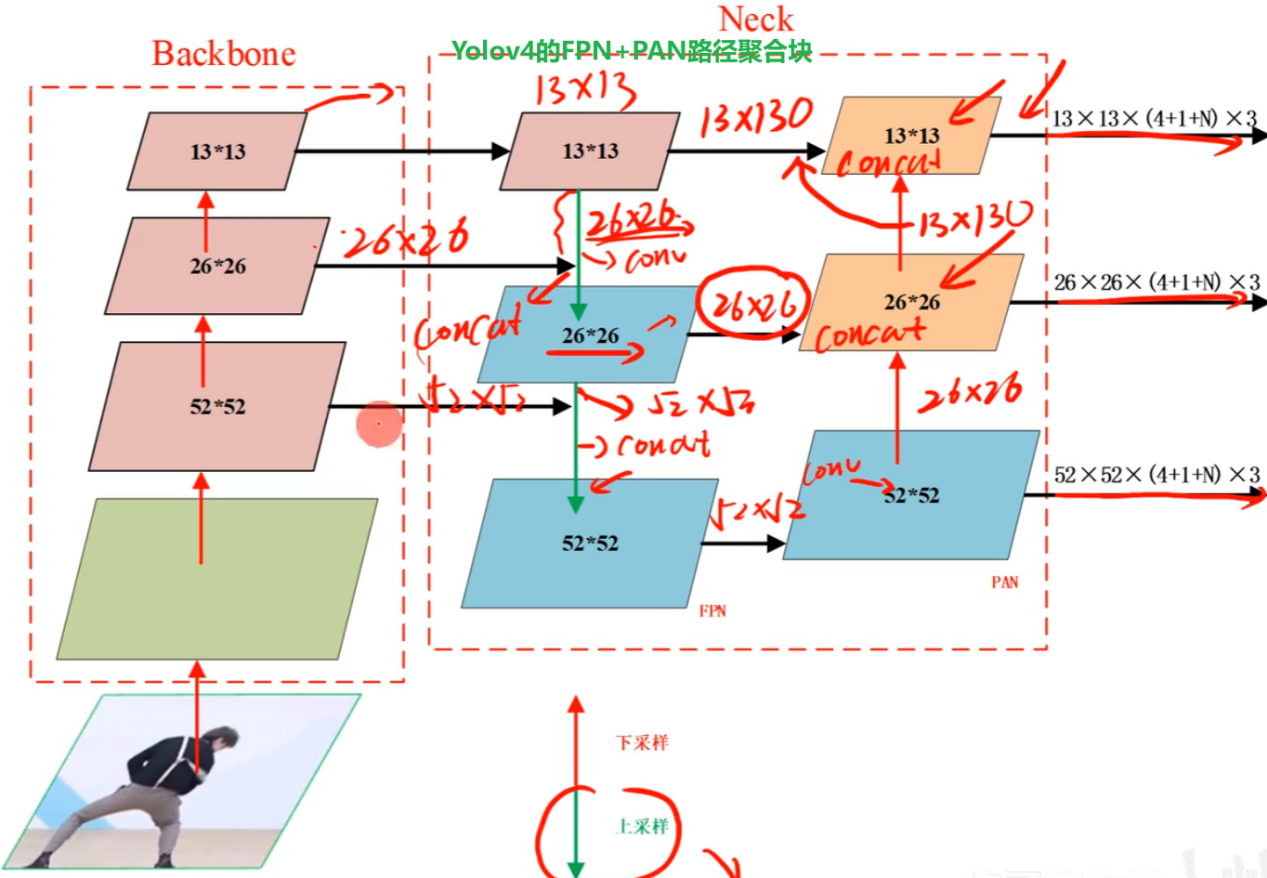 Neck
Yolov4的FPN+PAN路径聚合块
Backbone
13×13
13*13
13*13
13×130
13*13
concat
13×13×(4+1+N)×3
26*26
26×26
26×26
→conv
13×130
concat
26*26
26×26
26*26
concat
26×26×(4+1+N)×3
52*52
52×52
52×52
→concat
26×26
conv
52*52
52×52×(4+1+N)×3
52*52
52×52
FPN
PAN
下采样
上采样